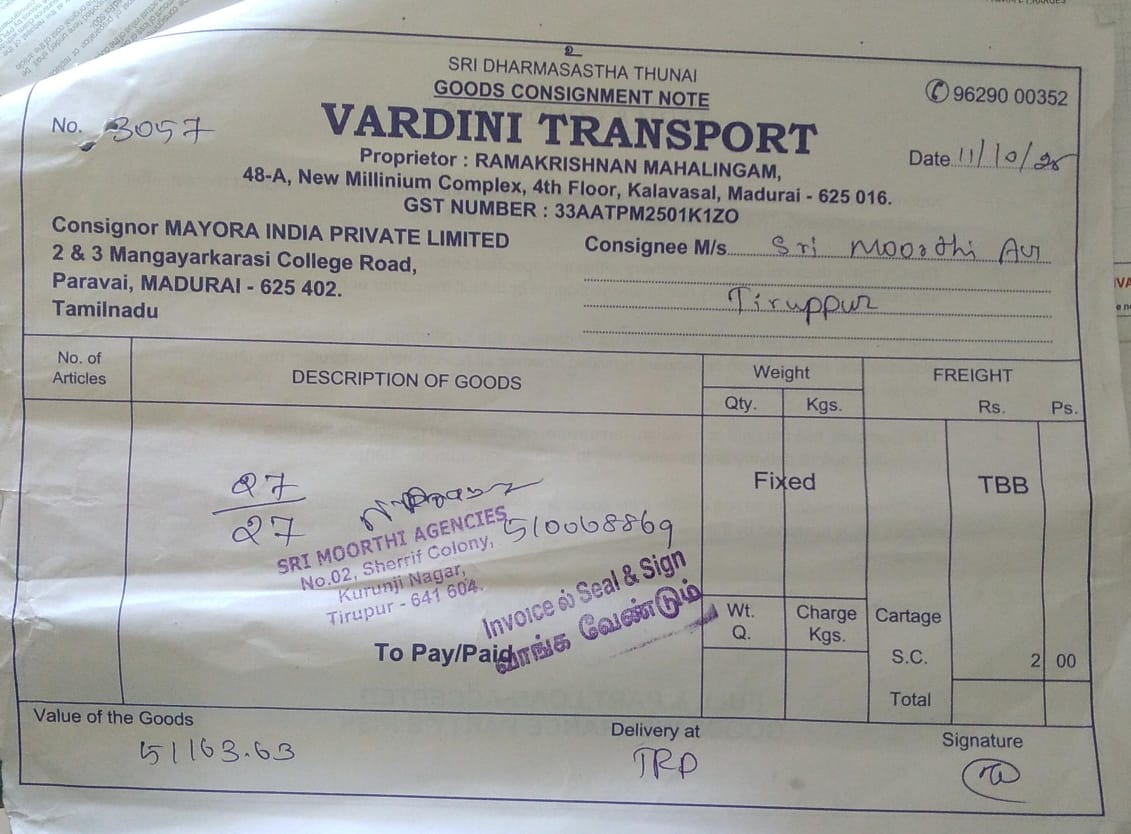 SRI DHARMASASTHA THUNAI
GOODS CONSIGNMENT NOTE
✆ 96290 00352
No. 3057
VARDINI TRANSPORT
Date 11/10/25
Proprietor : RAMAKRISHNAN MAHALINGAM,
48-A, New Millinium Complex, 4th Floor, Kalavasal, Madurai - 625 016.
GST NUMBER : 33AATPM2501K1ZO
Consignor MAYORA INDIA PRIVATE LIMITED
2 & 3 Mangayarkarasi College Road,
Paravai, MADURAI - 625 402.
Tamilnadu
Consignee M/s. Sri Moorthi
Tiruppur
No. of Articles
DESCRIPTION OF GOODS
Weight
Qty. Kgs.
FREIGHT
Rs. Ps.
27
27
Fixed
TBB
510068869
SRI MOORTHI AGENCIES
No.02, Sherrif Colony,
Kurunji Nagar,
Tirupur - 641 604.
Invoice ல் Seal & Sign
வாங்க வேண்டும்
To Pay/Paid
Wt. Q.
Charge Kgs.
Cartage
S.C. 2 00
Total
Value of the Goods
51163.63
Delivery at
TRP
Signature